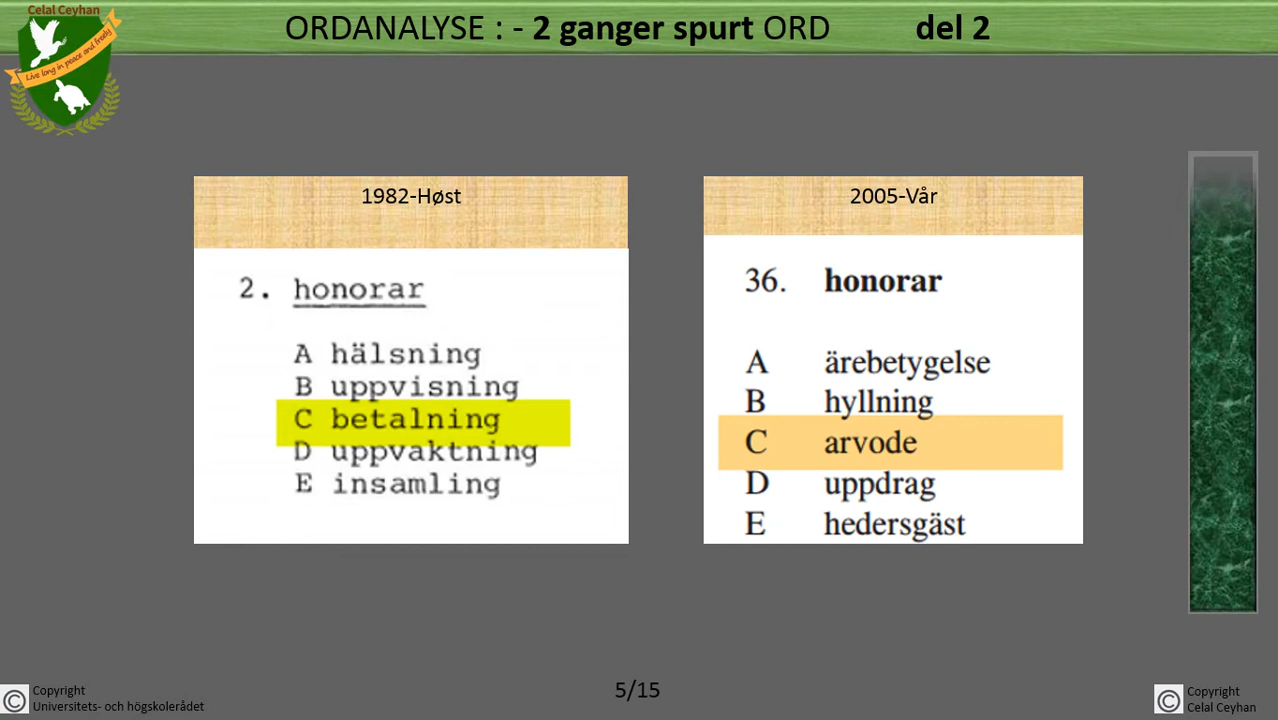 Celal Ceyhan
Live long in peace and freely
ORDANALYSE : - 2 ganger spurt ORD del 2
1982-Høst
2. honorar
A hälsning
B uppvisning
C betalning
D uppvaktning
E insamling
2005-Vår
36. honorar
A ärebetygelse
B hyllning
C arvode
D uppdrag
E hedersgäst
© Copyright
Universitets- och högskolerådet
5/15
© Copyright
Celal Ceyhan